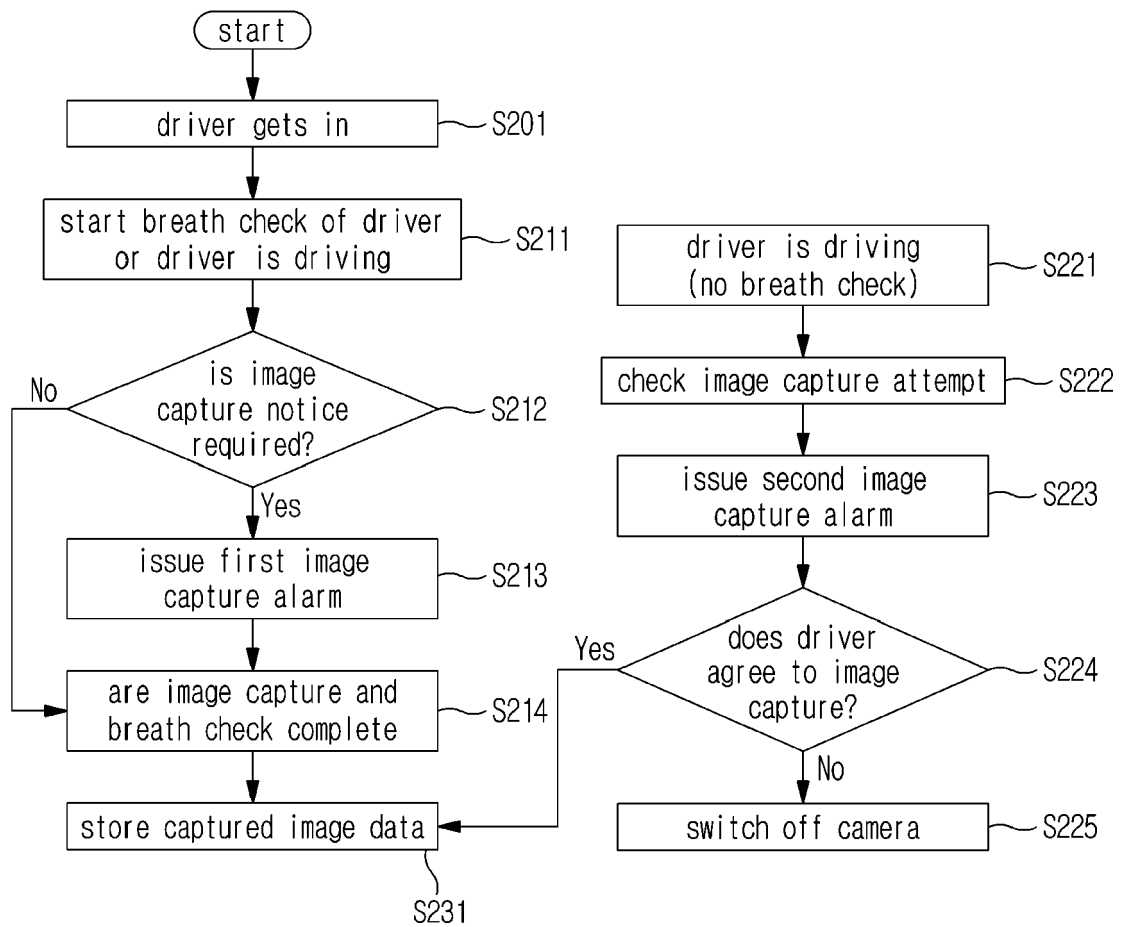 start
driver gets in
S201
start breath check of driver
or driver is driving
S211
is image
capture notice
required?
S212
No
Yes
issue first image
capture alarm
S213
are image capture and
breath check complete
S214
store captured image data
S231
driver is driving
(no breath check)
S221
check image capture attempt
S222
issue second image
capture alarm
S223
does driver
agree to image
capture?
S224
Yes
No
switch off camera
S225